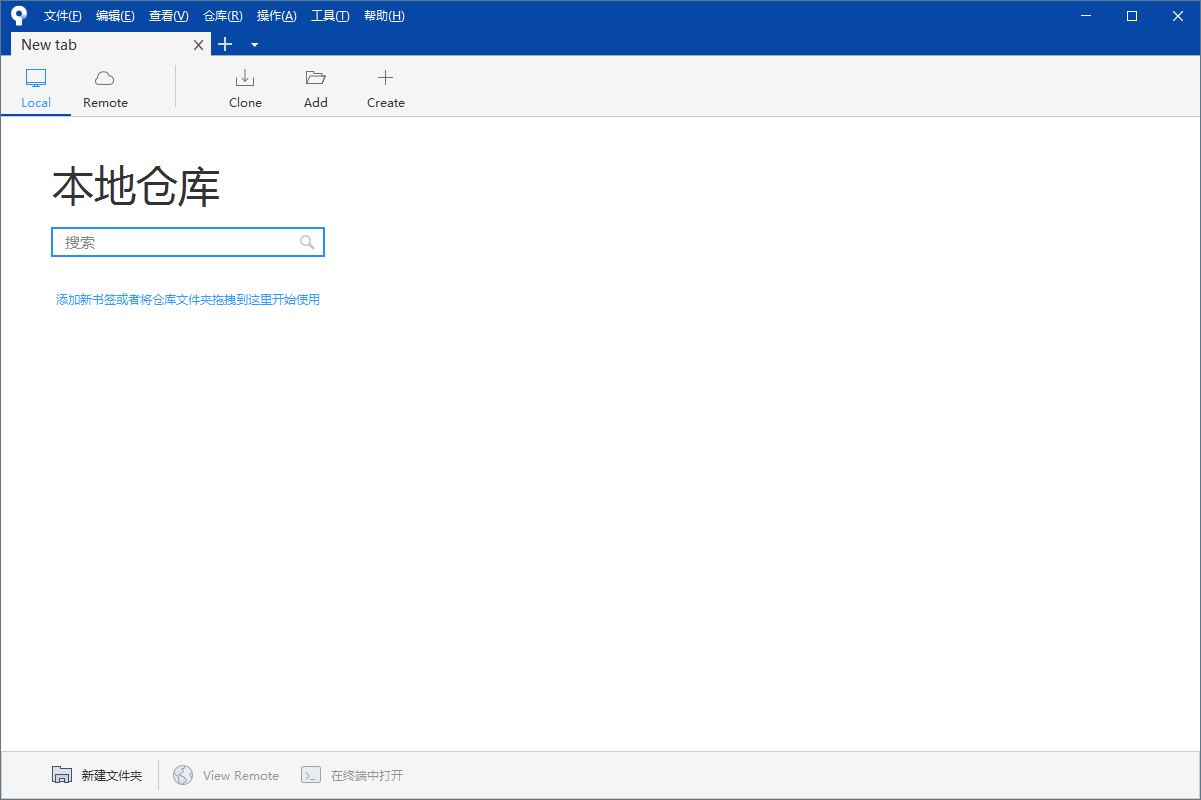 文件(F) 编辑(E) 查看(V) 仓库(R) 操作(A) 工具(T) 帮助(H)
New tab
Local Remote Clone Add Create
本地仓库
搜索
添加新书签或者将仓库文件夹拖拽到这里开始使用
新建文件夹 View Remote 在终端中打开